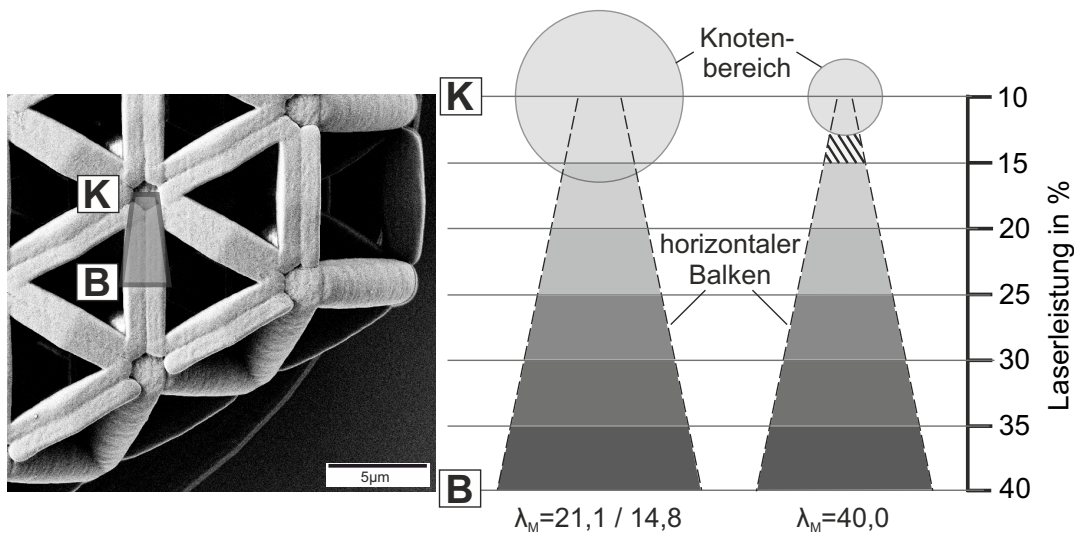 K
B
5µm
K
B
Knoten-
bereich
horizontaler
Balken
10
15
20
25
30
35
40
Laserleistung in %
λM=21,1 / 14,8
λM=40,0